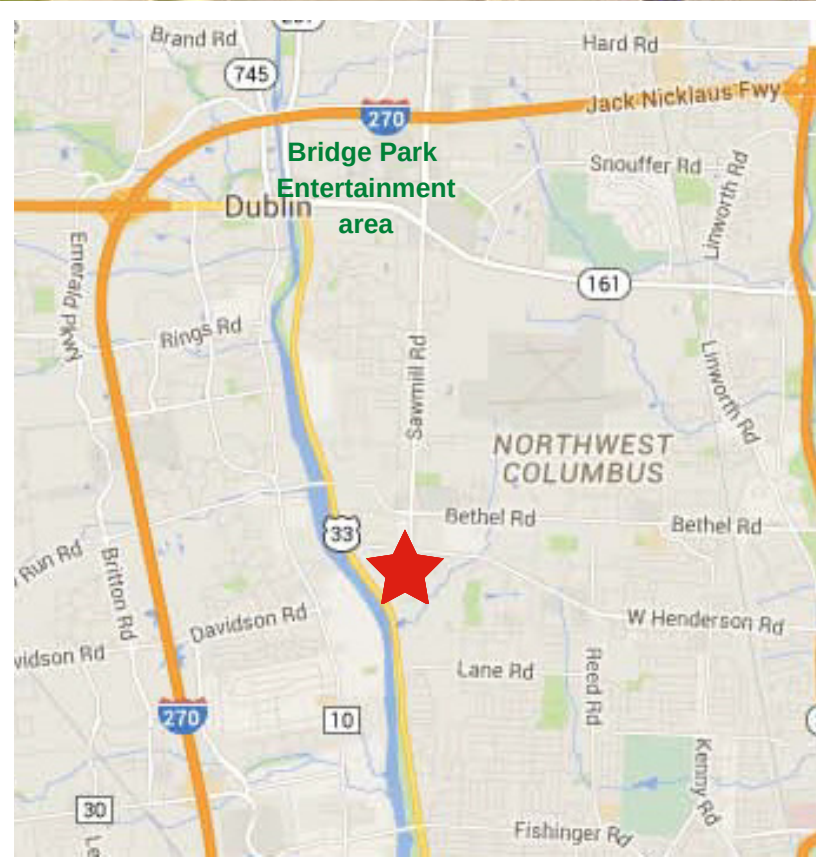 Brand Rd
Hard Rd
745
270
Jack Nicklaus Fwy
Bridge Park
Entertainment
area
Snouffer Rd
Linworth Rd
Dublin
Emerald Pkwy
161
Rings Rd
Sawmill Rd
Linworth Rd
NORTHWEST
COLUMBUS
Bethel Rd
Bethel Rd
33
Run Rd
Britton Rd
Davidson Rd
W Henderson Rd
vidson Rd
Lane Rd
Reed Rd
270
10
Kenny Rd
30
Fishinger Rd
Le